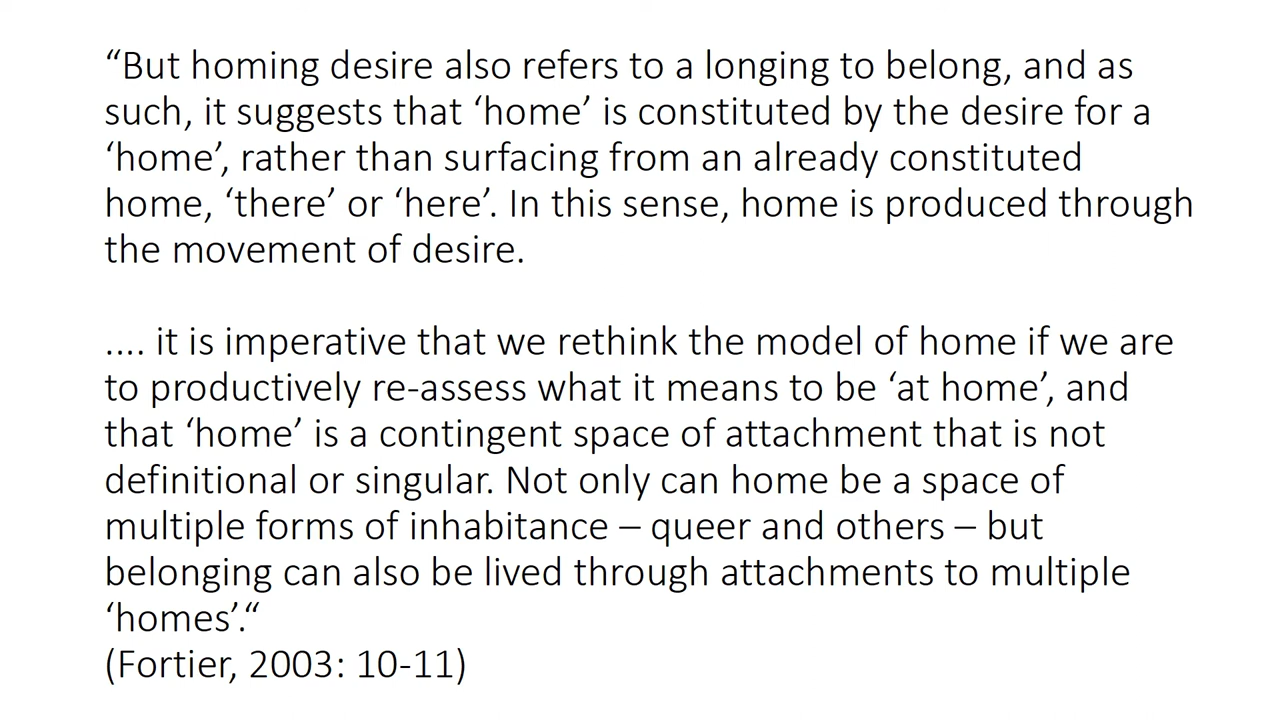 “But homing desire also refers to a longing to belong, and as
such, it suggests that ‘home’ is constituted by the desire for a
‘home’, rather than surfacing from an already constituted
home, ‘there’ or ‘here’. In this sense, home is produced through
the movement of desire.
.... it is imperative that we rethink the model of home if we are
to productively re-assess what it means to be ‘at home’, and
that ‘home’ is a contingent space of attachment that is not
definitional or singular. Not only can home be a space of
multiple forms of inhabitance – queer and others – but
belonging can also be lived through attachments to multiple
‘homes’.“
(Fortier, 2003: 10-11)